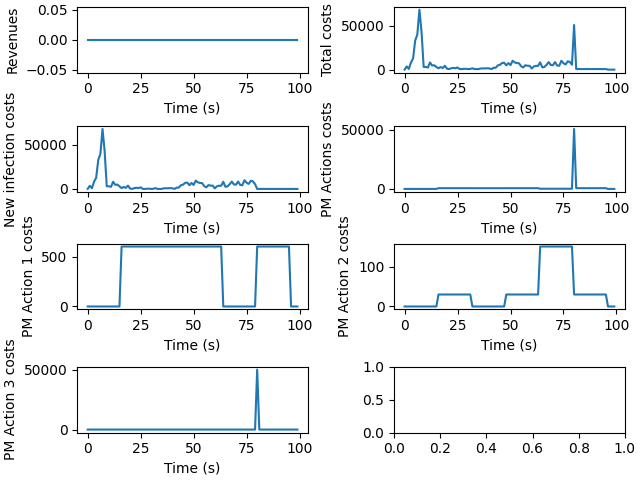 Revenues
0.05
0.00
−0.05
0 25 50 75 100
Time (s)
Total costs
50000
0
0 25 50 75 100
Time (s)
New infection costs
50000
0
0 25 50 75 100
Time (s)
PM Actions costs
50000
0
0 25 50 75 100
Time (s)
PM Action 1 costs
500
0
0 25 50 75 100
Time (s)
PM Action 2 costs
100
0
0 25 50 75 100
Time (s)
PM Action 3 costs
50000
0
0 25 50 75 100
Time (s)
1.0
0.5
0.0
0.0 0.2 0.4 0.6 0.8 1.0